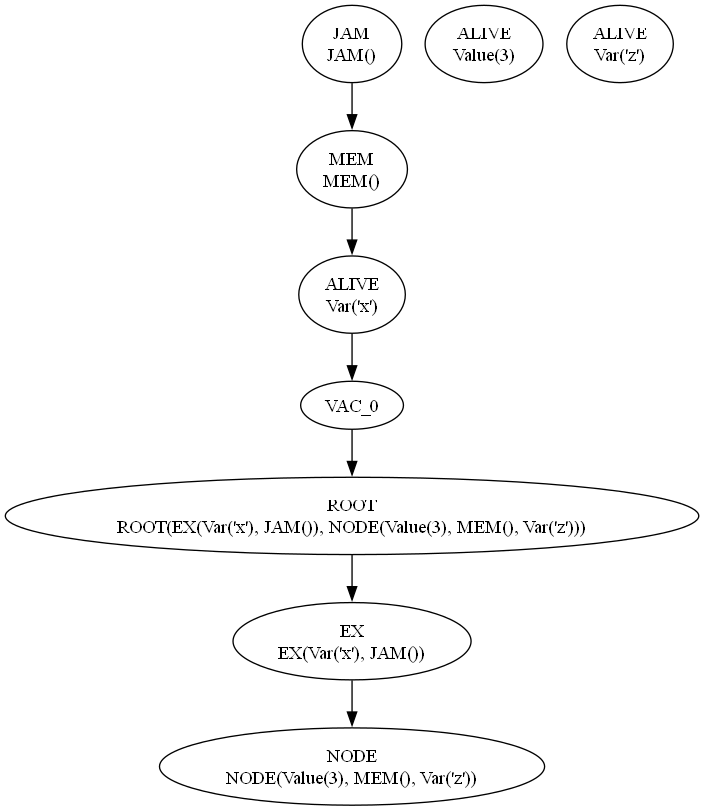 JAM
JAM()
ALIVE
Value(3)
ALIVE
Var('z')
MEM
MEM()
ALIVE
Var('x')
VAC_0
ROOT
ROOT(EX(Var('x'), JAM()), NODE(Value(3), MEM(), Var('z')))
EX
EX(Var('x'), JAM())
NODE
NODE(Value(3), MEM(), Var('z'))